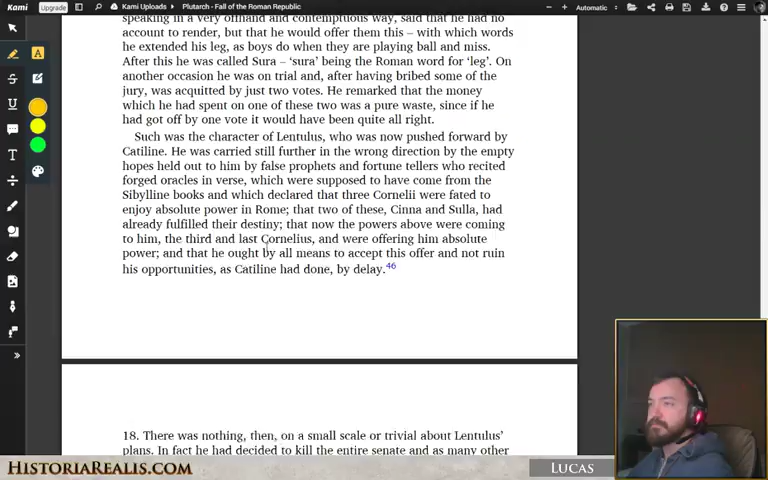 Kami
Upgrade
Kami Uploads
Plutarch - Fall of the Roman Republic
Automatic
speaking in a very offhand and contemptuous way, said that he had no
account to render, but that he would offer them this – with which words
he extended his leg, as boys do when they are playing ball and miss.
After this he was called Sura – ‘sura’ being the Roman word for ‘leg’. On
another occasion he was on trial and, after having bribed some of the
jury, was acquitted by just two votes. He remarked that the money
which he had spent on one of these two was a pure waste, since if he
had got off by one vote it would have been quite all right.
Such was the character of Lentulus, who was now pushed forward by
Catiline. He was carried still further in the wrong direction by the empty
hopes held out to him by false prophets and fortune tellers who recited
forged oracles in verse, which were supposed to have come from the
Sibylline books and which declared that three Cornelii were fated to
enjoy absolute power in Rome; that two of these, Cinna and Sulla, had
already fulfilled their destiny; that now the powers above were coming
to him, the third and last Cornelius, and were offering him absolute
power; and that he ought by all means to accept this offer and not ruin
his opportunities, as Catiline had done, by delay.46
18. There was nothing, then, on a small scale or trivial about Lentulus’
plans. In fact he had decided to kill the entire senate and as many other
HistoriaRealis.com
Lucas